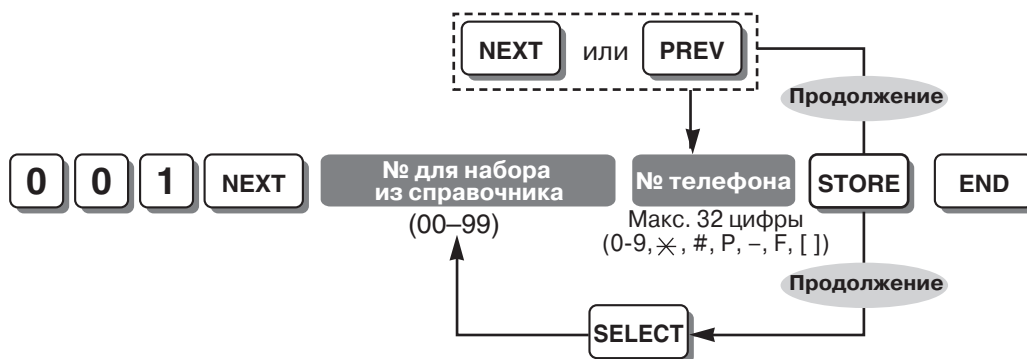 NEXT или PREV
Продолжение
0 0 1 NEXT № для набора из справочника № телефона STORE END
(00–99)
Макс. 32 цифры
(0-9, ✳, #, P, –, F, [ ])
Продолжение
SELECT